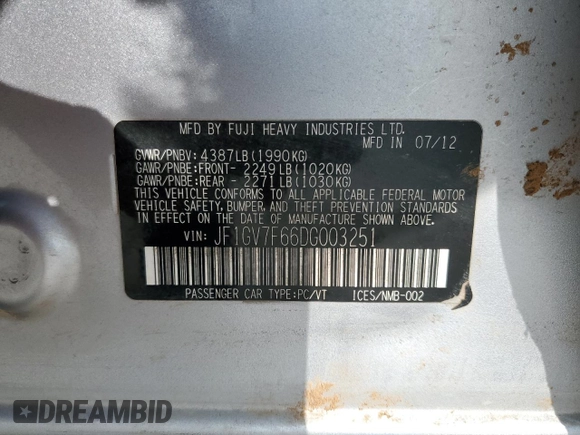 MFD BY FUJI HEAVY INDUSTRIES LTD.
MFD IN 07/12
GVWR/PNBV: 4387LB(1990KG)
GAWR/PNBE:FRONT- 2249LB(1020KG)
GAWR/PNBE:REAR - 2271LB(1030KG)
THIS VEHICLE CONFORMS TO ALL APPLICABLE FEDERAL MOTOR
VEHICLE SAFETY,BUMPER,AND THEFT PREVENTION STANDARDS
IN EFFECT ON THE DATE OF MANUFACTURE SHOWN ABOVE.
VIN: JF1GV7F66DG003251
PASSENGER CAR TYPE:PC/VT ICES/NMB-002
DREAMBID